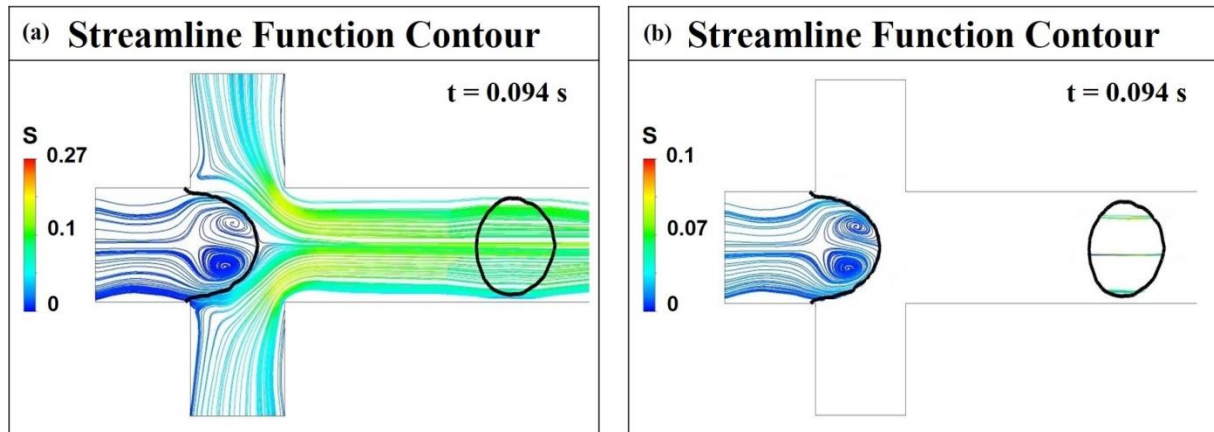 (a) Streamline Function Contour
t = 0.094 s
S
0.27
0.1
0
(b) Streamline Function Contour
t = 0.094 s
S
0.1
0.07
0